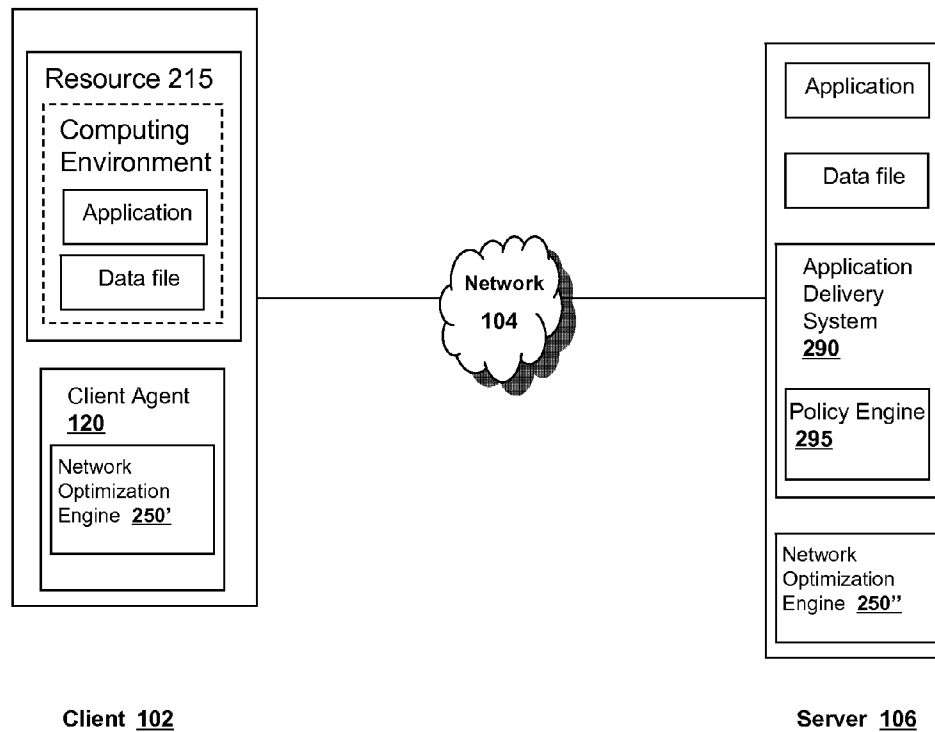 Resource 215
Computing
Environment
Application
Data file
Client Agent
120
Network
Optimization
Engine 250'
Client 102
Network
104
Application
Data file
Application
Delivery
System
290
Policy Engine
295
Network
Optimization
Engine 250"
Server 106